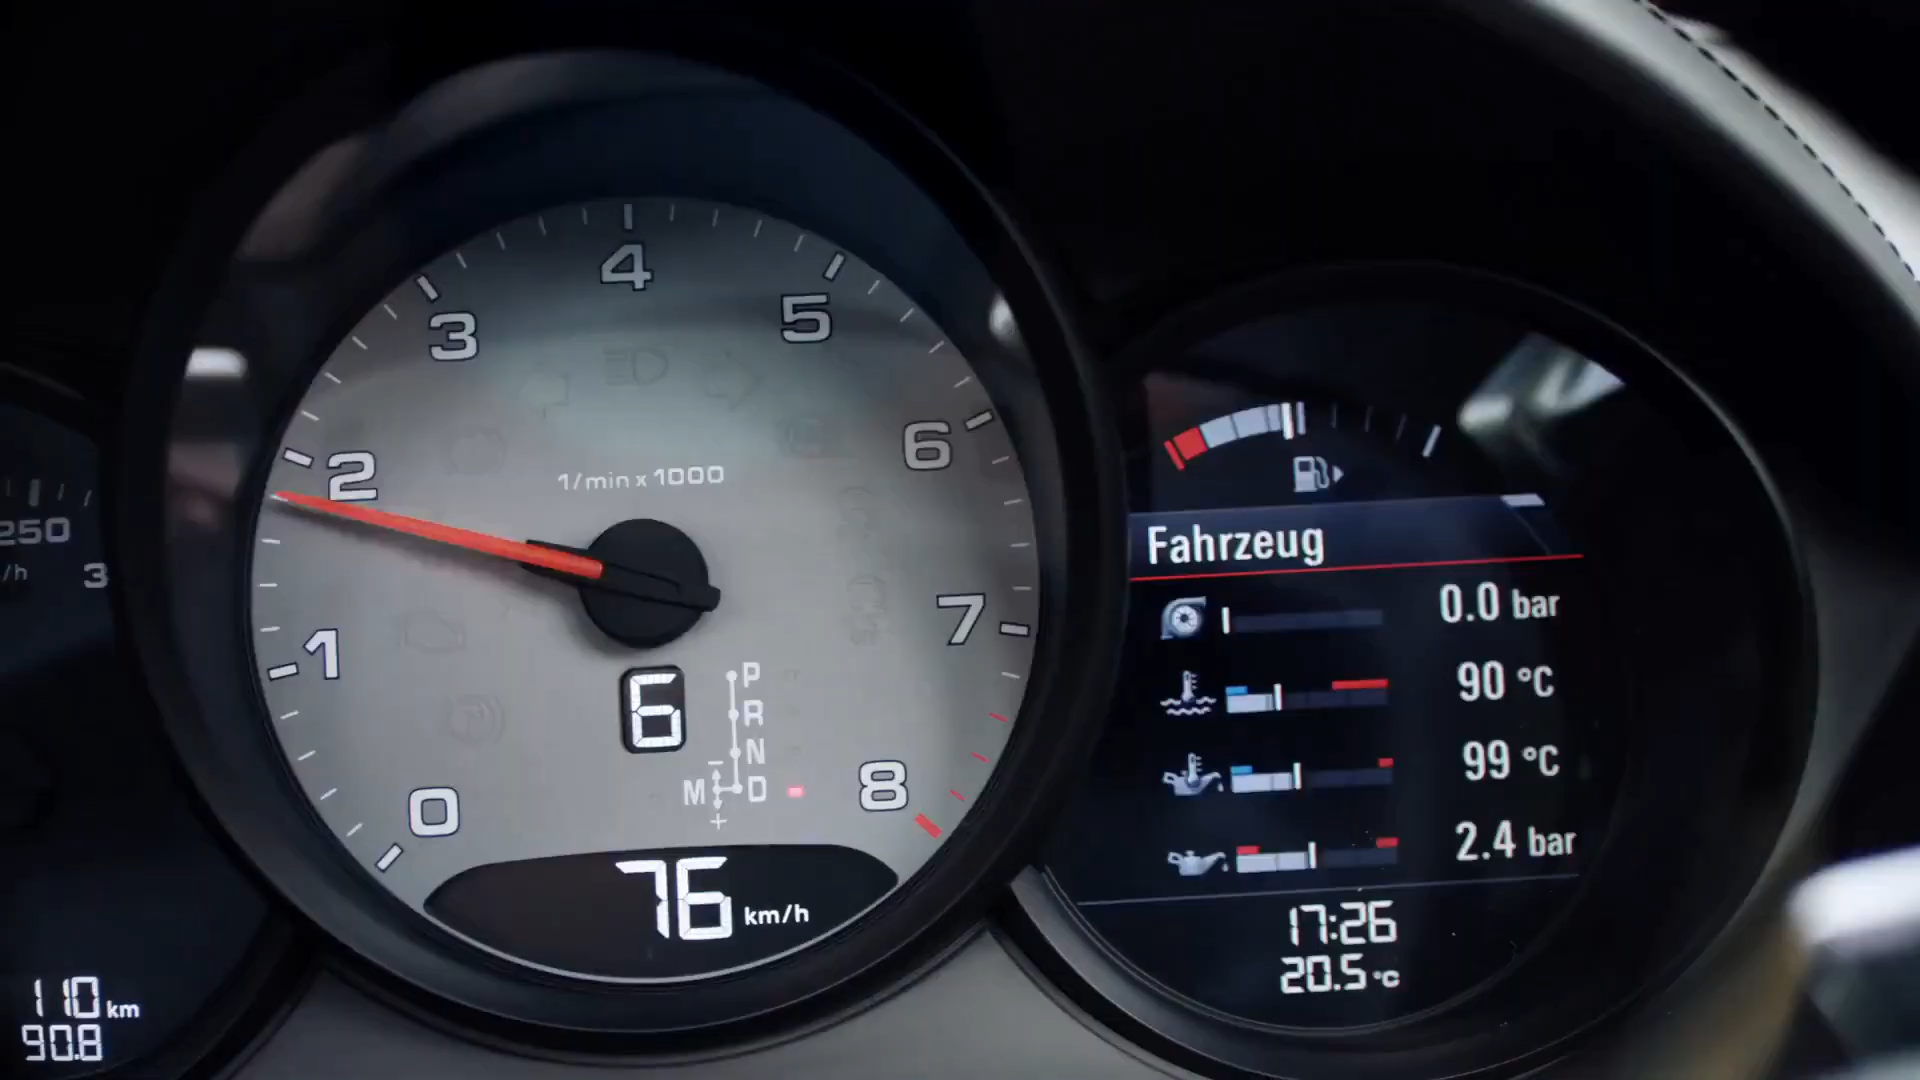 250
/h
3
110 km
90.8
0
1
2
3
4
5
6
7
8
1/min x 1000
6
P
R
N
M D
−
+
76 km/h
Fahrzeug
0.0 bar
90 °C
99 °C
2.4 bar
17:26
20.5 °C